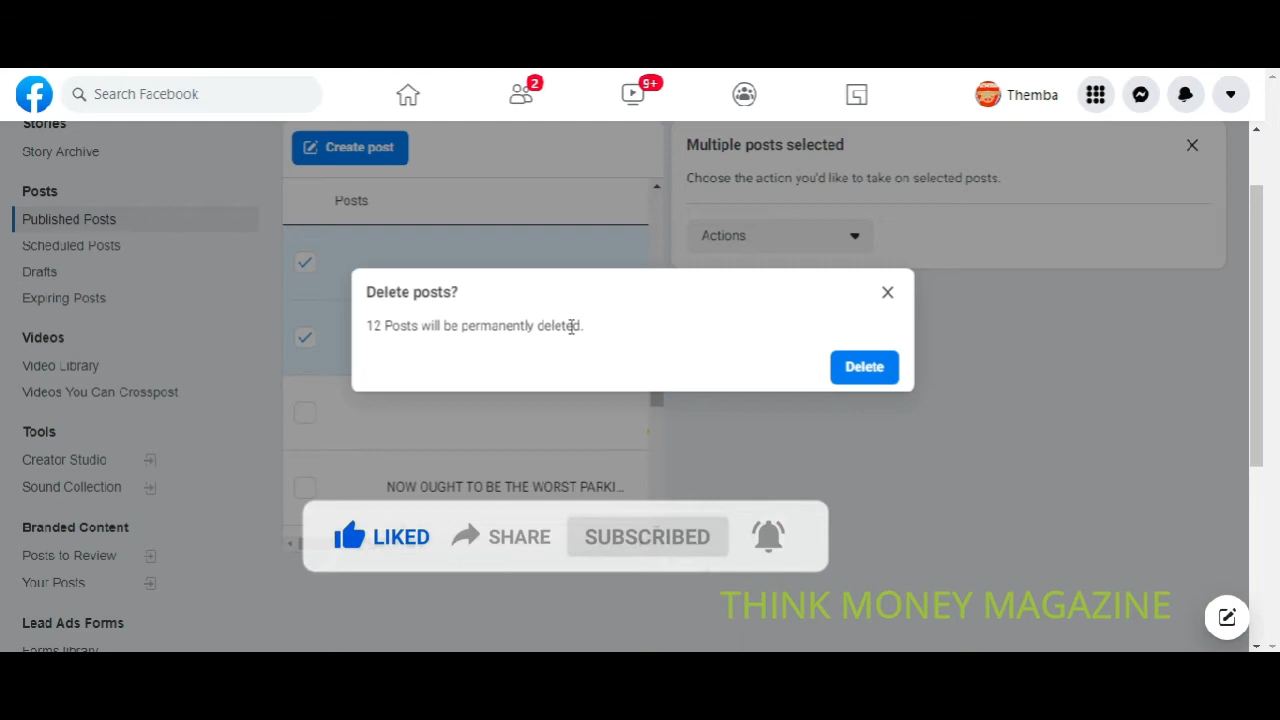 Search Facebook
2
9+
Themba
Stories
Story Archive
Posts
Published Posts
Scheduled Posts
Drafts
Expiring Posts
Videos
Video Library
Videos You Can Crosspost
Tools
Creator Studio
Sound Collection
Branded Content
Posts to Review
Your Posts
Lead Ads Forms
Forms library
Create post
Posts
NOW OUGHT TO BE THE WORST PARKI...
Multiple posts selected
Choose the action you'd like to take on selected posts.
Actions
Delete posts?
12 Posts will be permanently deleted.
Delete
LIKED
SHARE
SUBSCRIBED
THINK MONEY MAGAZINE